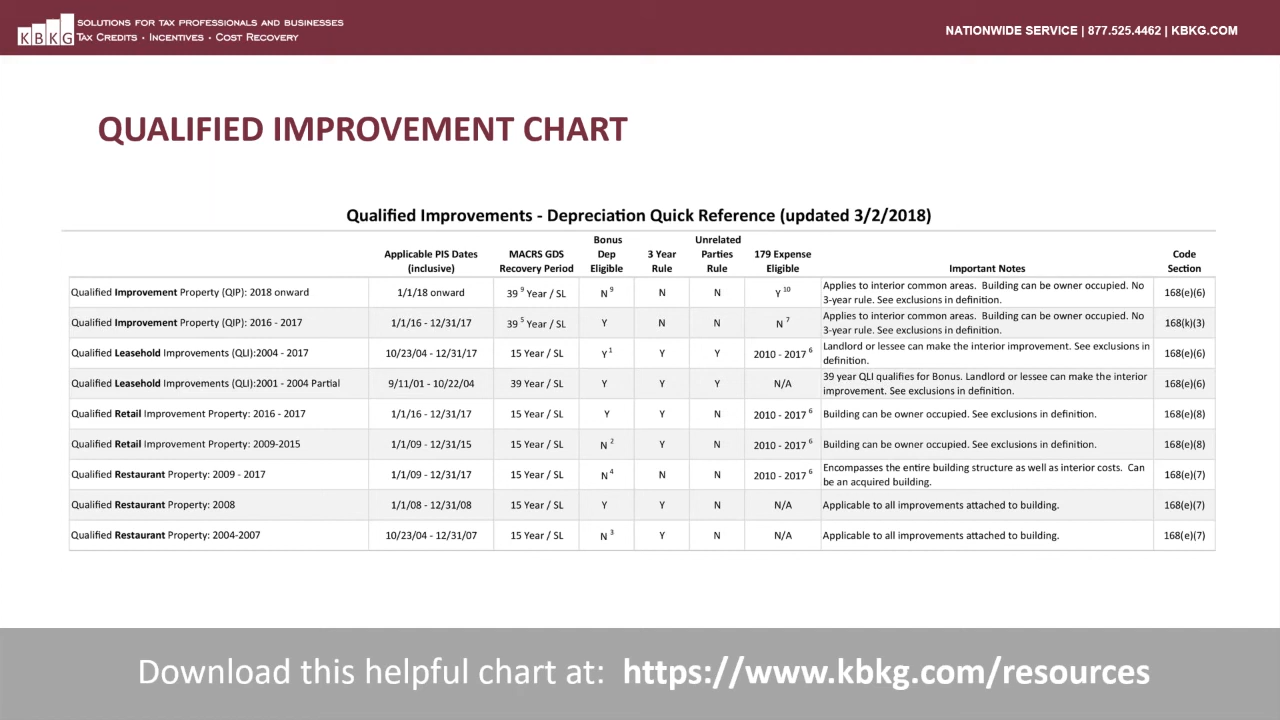 KBKG
SOLUTIONS FOR TAX PROFESSIONALS AND BUSINESSES
TAX CREDITS · INCENTIVES · COST RECOVERY
NATIONWIDE SERVICE | 877.525.4462 | KBKG.COM
QUALIFIED IMPROVEMENT CHART
Qualified Improvements - Depreciation Quick Reference (updated 3/2/2018)
Applicable PIS Dates (inclusive) MACRS GDS Recovery Period Bonus Dep Eligible 3 Year Rule Unrelated Parties Rule 179 Expense Eligible Important Notes Code Section
Qualified Improvement Property (QIP): 2018 onward 1/1/18 onward 39 9 Year / SL N 9 N N Y 10 Applies to interior common areas. Building can be owner occupied. No 3-year rule. See exclusions in definition. 168(e)(6)
Qualified Improvement Property (QIP): 2016 - 2017 1/1/16 - 12/31/17 39 5 Year / SL Y N N N 7 Applies to interior common areas. Building can be owner occupied. No 3-year rule. See exclusions in definition. 168(k)(3)
Qualified Leasehold Improvements (QLI):2004 - 2017 10/23/04 - 12/31/17 15 Year / SL Y 1 Y Y 2010 - 2017 6 Landlord or lessee can make the interior improvement. See exclusions in definition. 168(e)(6)
Qualified Leasehold Improvements (QLI):2001 - 2004 Partial 9/11/01 - 10/22/04 39 Year / SL Y Y Y N/A 39 year QLI qualifies for Bonus. Landlord or lessee can make the interior improvement. See exclusions in definition. 168(e)(6)
Qualified Retail Improvement Property: 2016 - 2017 1/1/16 - 12/31/17 15 Year / SL Y Y N 2010 - 2017 6 Building can be owner occupied. See exclusions in definition. 168(e)(8)
Qualified Retail Improvement Property: 2009-2015 1/1/09 - 12/31/15 15 Year / SL N 2 Y N 2010 - 2017 6 Building can be owner occupied. See exclusions in definition. 168(e)(8)
Qualified Restaurant Property: 2009 - 2017 1/1/09 - 12/31/17 15 Year / SL N 4 N N 2010 - 2017 6 Encompasses the entire building structure as well as interior costs. Can be an acquired building. 168(e)(7)
Qualified Restaurant Property: 2008 1/1/08 - 12/31/08 15 Year / SL Y Y N N/A Applicable to all improvements attached to building. 168(e)(7)
Qualified Restaurant Property: 2004-2007 10/23/04 - 12/31/07 15 Year / SL N 3 Y N N/A Applicable to all improvements attached to building. 168(e)(7)
Download this helpful chart at: https://www.kbkg.com/resources